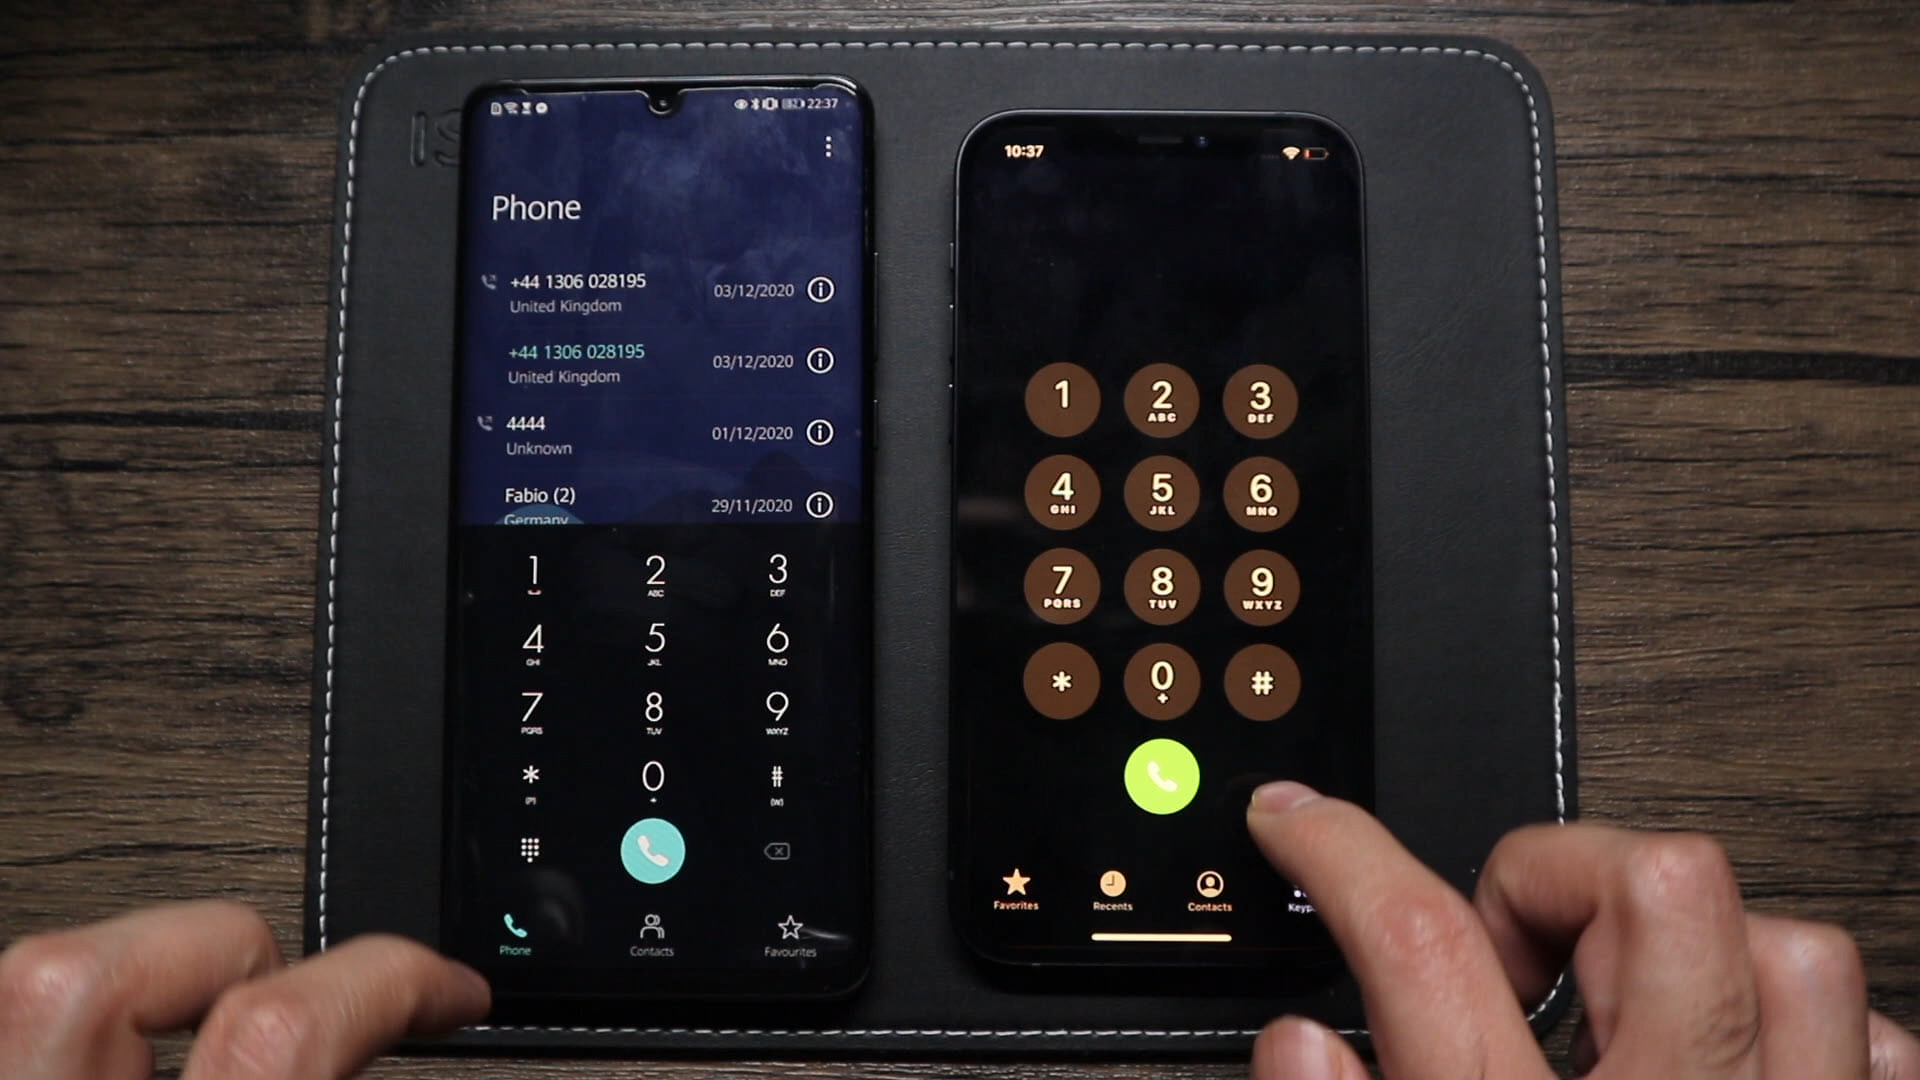 IS
22:37
Phone
+44 1306 028195
United Kingdom
03/12/2020
+44 1306 028195
United Kingdom
03/12/2020
4444
Unknown
01/12/2020
Fabio (2)
Germany
29/11/2020
1
2
ABC
3
DEF
4
GHI
5
JKL
6
MNO
7
PQRS
8
TUV
9
WXYZ
*
(P)
0
+
#
(W)
Phone
Contacts
Favourites
10:37
1
2
ABC
3
DEF
4
GHI
5
JKL
6
MNO
7
PQRS
8
TUV
9
WXYZ
*
0
+
#
Favorites
Recents
Contacts
Keyp